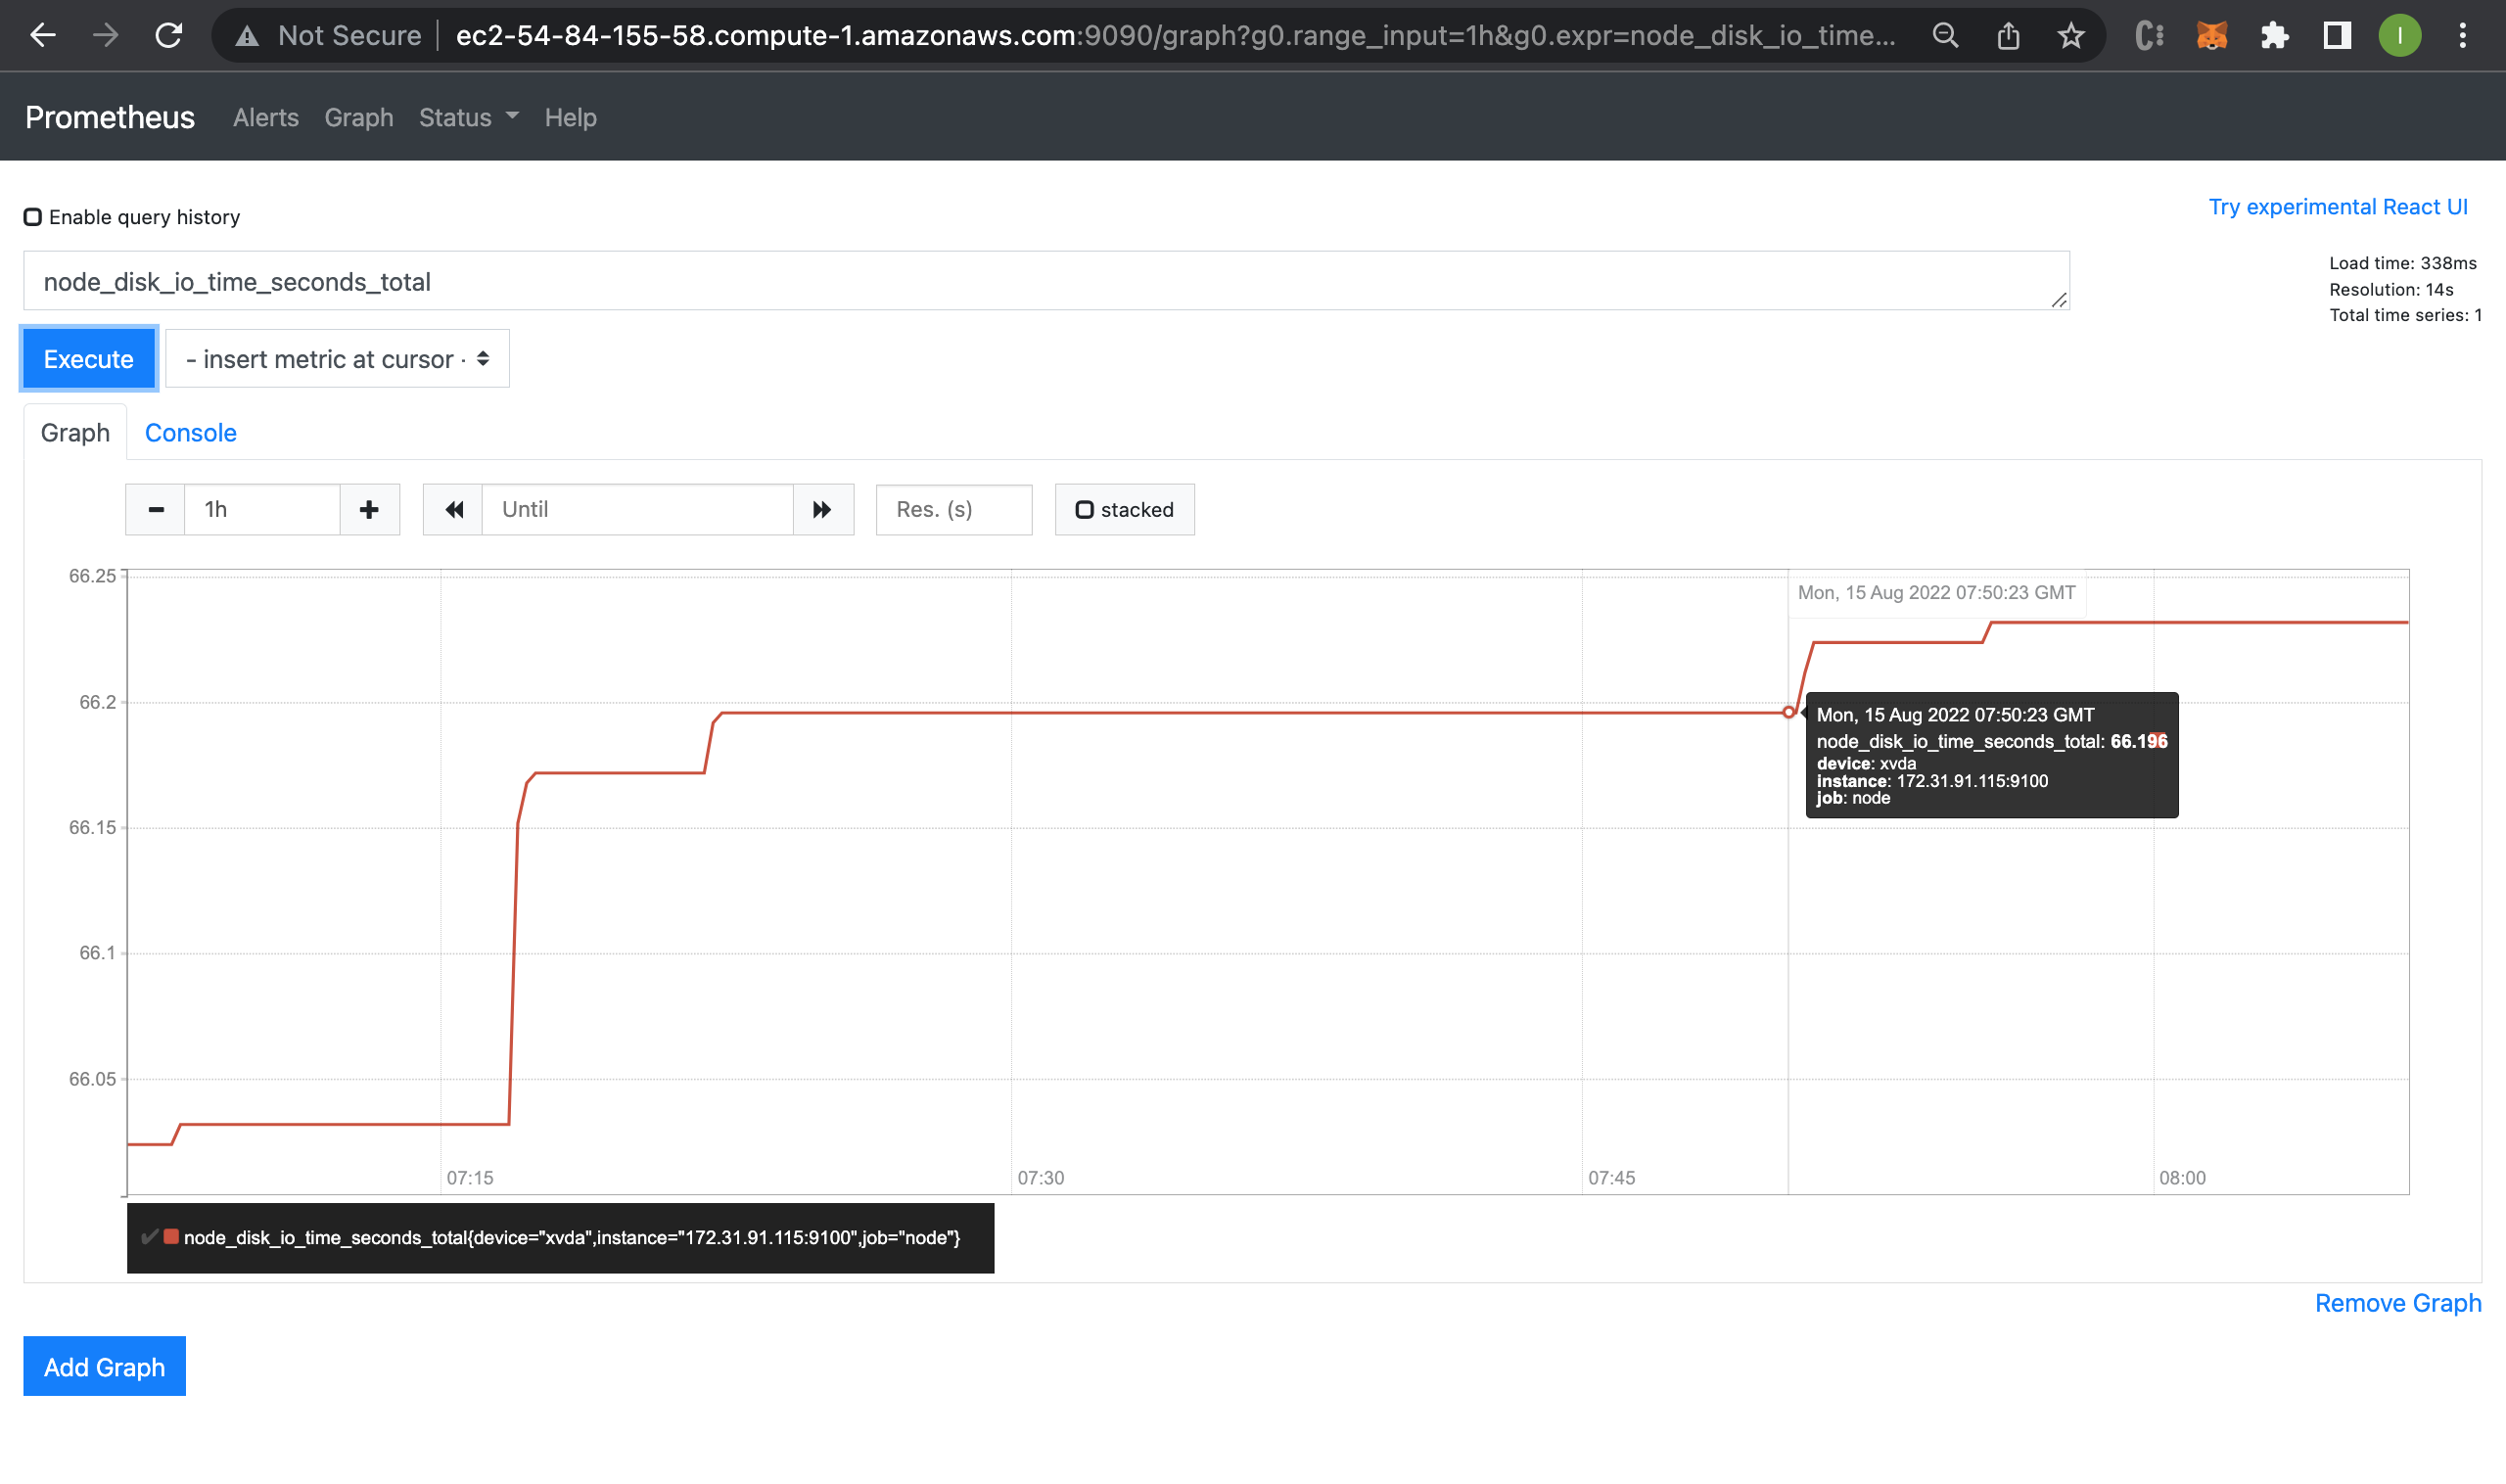 Not Secure ec2-54-84-155-58.compute-1.amazonaws.com:9090/graph?g0.range_input=1h&g0.expr=node_disk_io_time... I
Prometheus Alerts Graph Status Help
Enable query history
Try experimental React UI
node_disk_io_time_seconds_total
Load time: 338ms
Resolution: 14s
Total time series: 1
Execute - insert metric at cursor -
Graph Console
1h Until Res. (s) stacked
66.25
Mon, 15 Aug 2022 07:50:23 GMT
66.2
Mon, 15 Aug 2022 07:50:23 GMT
node_disk_io_time_seconds_total: 66.196
device: xvda
instance: 172.31.91.115:9100
job: node
66.15
66.1
66.05
07:15 07:30 07:45 08:00
node_disk_io_time_seconds_total{device="xvda",instance="172.31.91.115:9100",job="node"}
Remove Graph
Add Graph